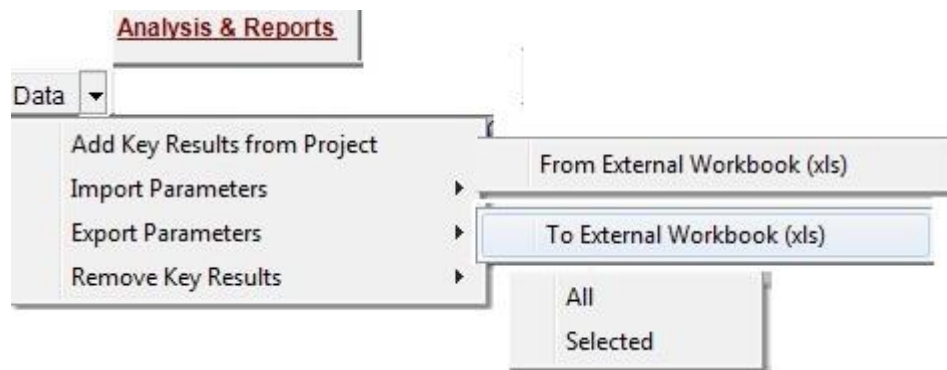 Analysis & Reports
Data
Add Key Results from Project
From External Workbook (xls)
Import Parameters
Export Parameters
To External Workbook (xls)
Remove Key Results
All
Selected